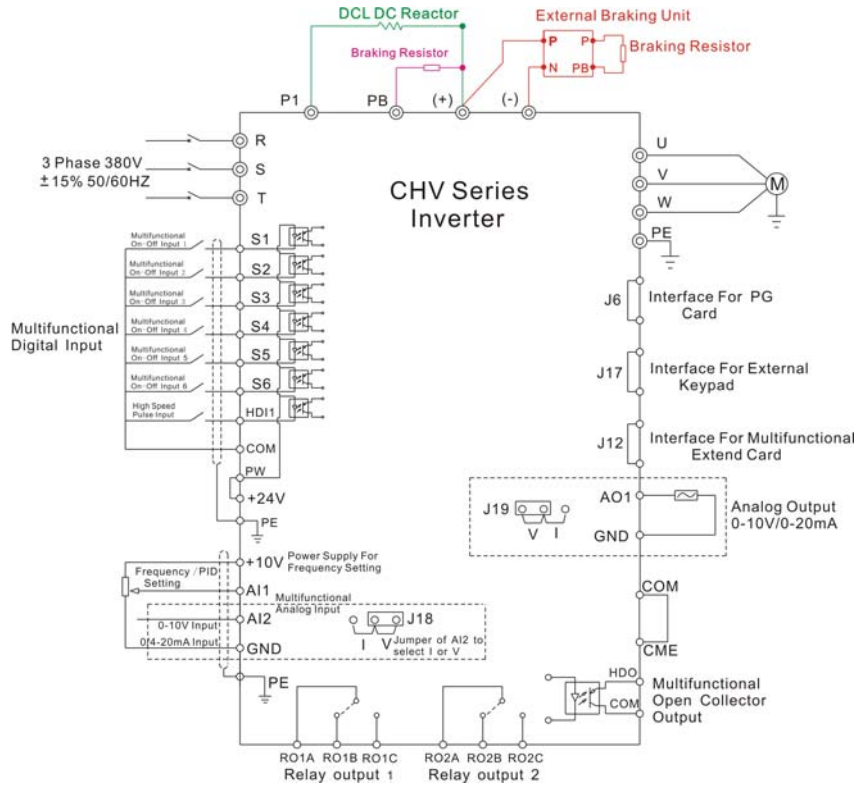 DCL DC Reactor
External Braking Unit
Braking Resistor
P
P
Braking Resistor
N
PB
P1
PB
(+)
(-)
R
3 Phase 380V
±15% 50/60HZ
S
T
CHV Series
Inverter
U
V
M
W
PE
Multifunctional
On-Off Input 1
S1
Multifunctional
On-Off Input 2
S2
Multifunctional
On-Off Input 3
S3
Multifunctional
On-Off Input 4
S4
Multifunctional
Digital Input
Multifunctional
On-Off Input 5
S5
Multifunctional
On-Off Input 6
S6
High Speed
Pulse Input
HDI1
COM
PW
+24V
PE
J6
Interface For PG
Card
J17
Interface For External
Keypad
J12
Interface For Multifunctional
Extend Card
J19
V
I
AO1
GND
Analog Output
0-10V/0-20mA
+10V
Power Supply For
Frequency Setting
Frequency /PID
Setting
AI1
Multifunctional
Analog Input
AI2
0-10V Input
0/4-20mA Input
GND
J18
I
V
Jumper of AI2 to
select I or V
PE
COM
CME
HDO
COM
Multifunctional
Open Collector
Output
RO1A RO1B RO1C
Relay output 1
RO2A RO2B RO2C
Relay output 2